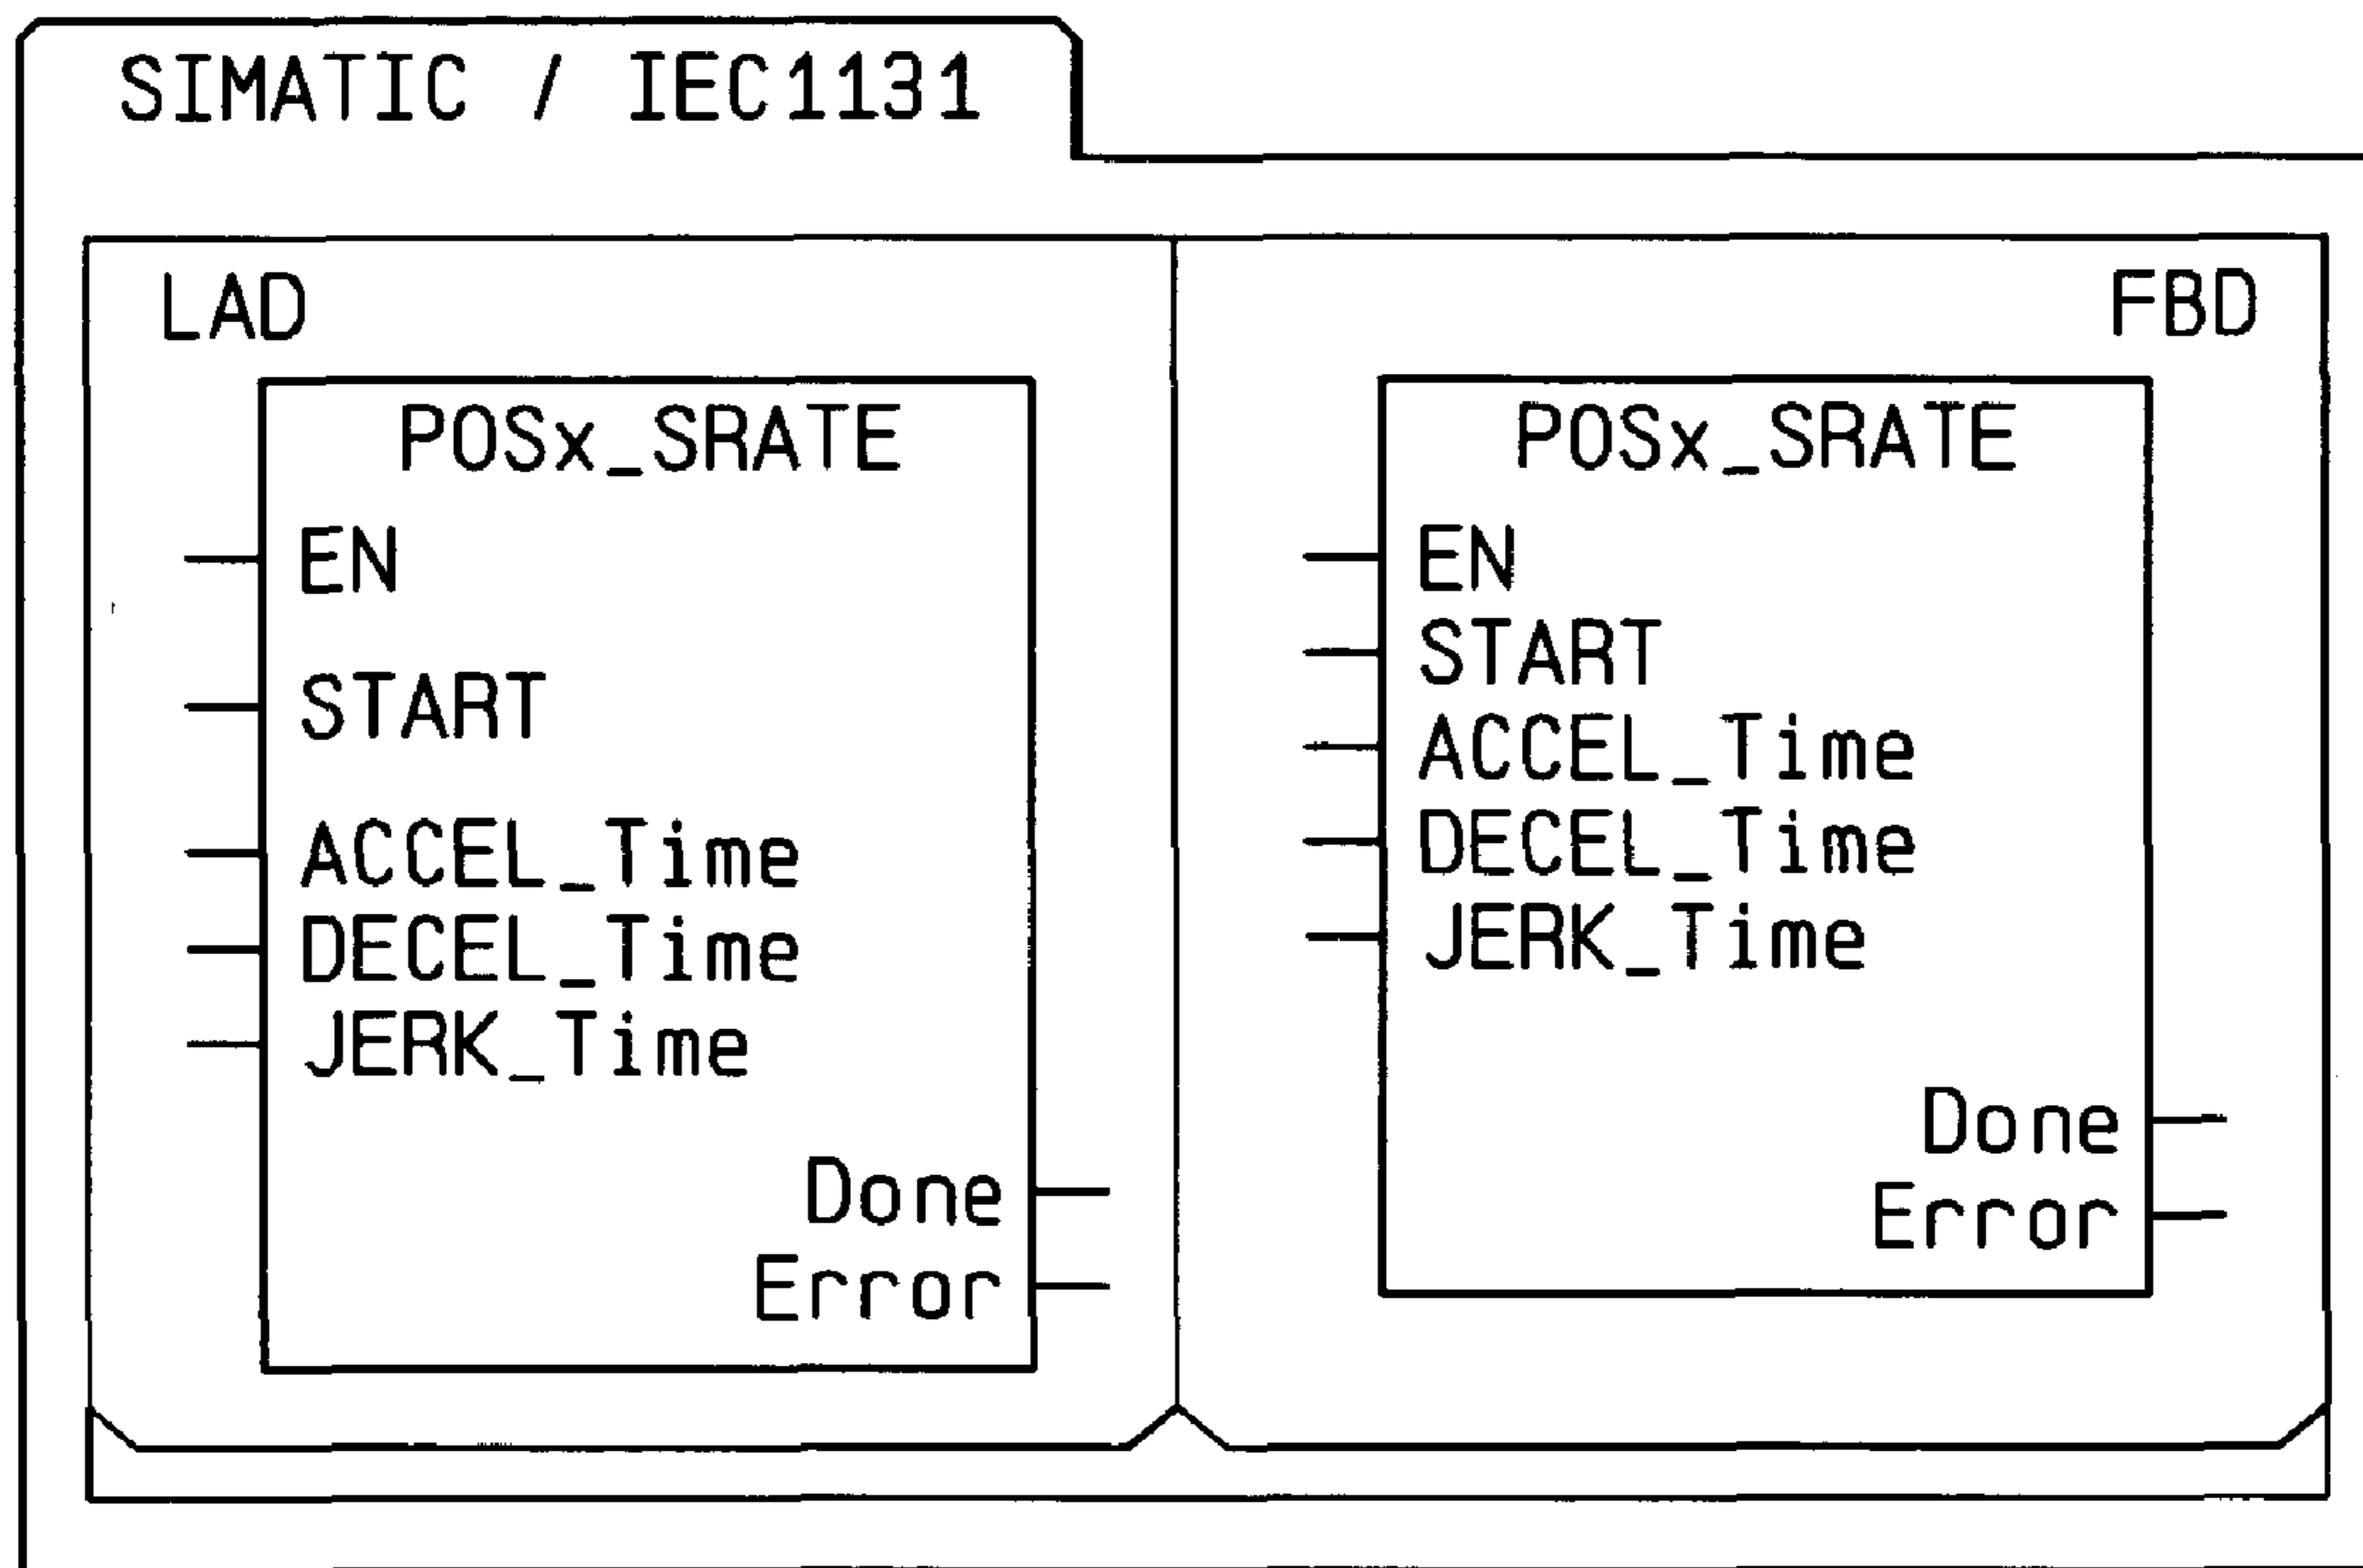 SIMATIC / IEC1131
LAD
POSx_SRATE
EN
START
ACCEL_Time
DECEL_Time
JERK_Time
Done
Error
FBD
POSx_SRATE
EN
START
ACCEL_Time
DECEL_Time
JERK_Time
Done
Error